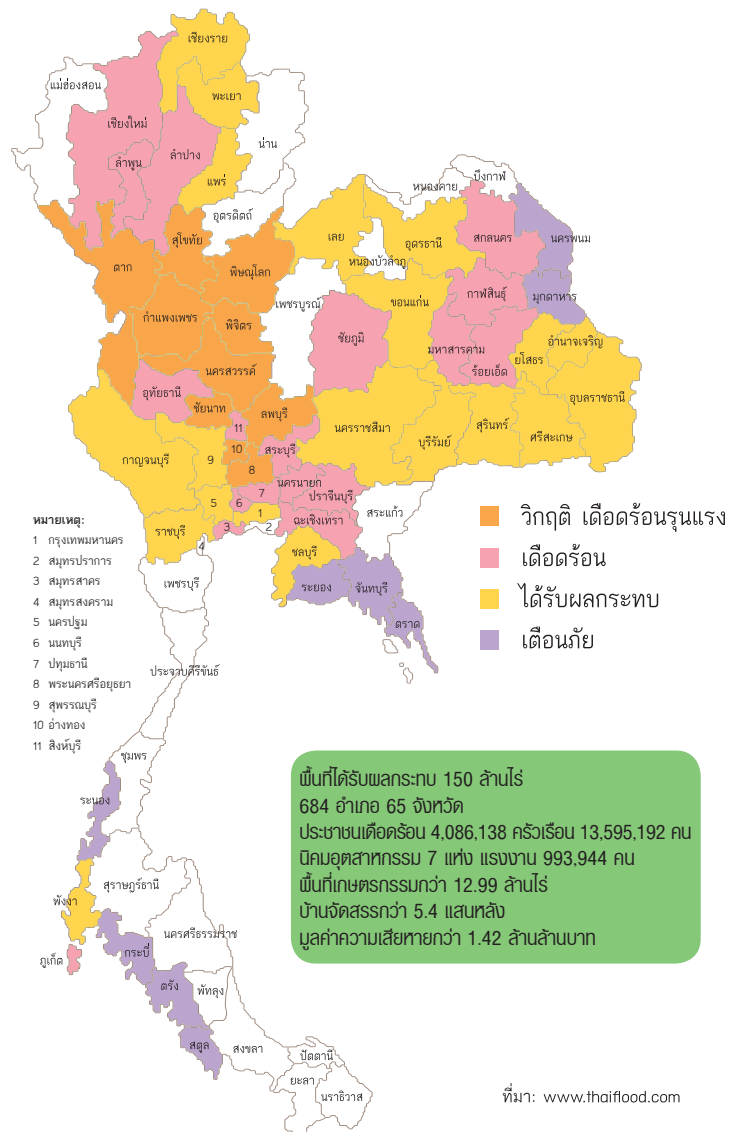 เชียงราย
แม่ฮ่องสอน
พะเยา
เชียงใหม่
น่าน
ลำปาง
ลำพูน
แพร่
บึงกาฬ
หนองคาย
อุตรดิตถ์
สุโขทัย
เลย
อุดรธานี
สกลนคร
นครพนม
ตาก
พิษณุโลก
หนองบัวลำภู
มุกดาหาร
กาฬสินธุ์
ขอนแก่น
เพชรบูรณ์
กำแพงเพชร
พิจิตร
ชัยภูมิ
มหาสารคาม
ยโสธร
อำนาจเจริญ
ร้อยเอ็ด
นครสวรรค์
อุทัยธานี
อุบลราชธานี
ชัยนาท
ลพบุรี
11
นครราชสีมา
บุรีรัมย์
สุรินทร์
ศรีสะเกษ
10
สระบุรี
กาญจนบุรี
9
8
นครนายก
7
ปราจีนบุรี
5
6
1
ฉะเชิงเทรา
สระแก้ว
ราชบุรี
3
2
4
ชลบุรี
เพชรบุรี
ระยอง
จันทบุรี
ตราด
ประจวบคีรีขันธ์
ชุมพร
ระนอง
สุราษฎร์ธานี
พังงา
นครศรีธรรมราช
กระบี่
ภูเก็ต
ตรัง
พัทลุง
สตูล
สงขลา
ปัตตานี
ยะลา
นราธิวาส
หมายเหตุ:
1 กรุงเทพมหานคร
2 สมุทรปราการ
3 สมุทรสาคร
4 สมุทรสงคราม
5 นครปฐม
6 นนทบุรี
7 ปทุมธานี
8 พระนครศรีอยุธยา
9 สุพรรณบุรี
10 อ่างทอง
11 สิงห์บุรี
วิกฤติ เดือดร้อนรุนแรง
เดือดร้อน
ได้รับผลกระทบ
เตือนภัย
พื้นที่ได้รับผลกระทบ 150 ล้านไร่
684 อำเภอ 65 จังหวัด
ประชาชนเดือดร้อน 4,086,138 ครัวเรือน 13,595,192 คน
นิคมอุตสาหกรรม 7 แห่ง แรงงาน 993,944 คน
พื้นที่เกษตรกรรมกว่า 12.99 ล้านไร่
บ้านจัดสรรกว่า 5.4 แสนหลัง
มูลค่าความเสียหายกว่า 1.42 ล้านล้านบาท
ที่มา: www.thaiflood.com